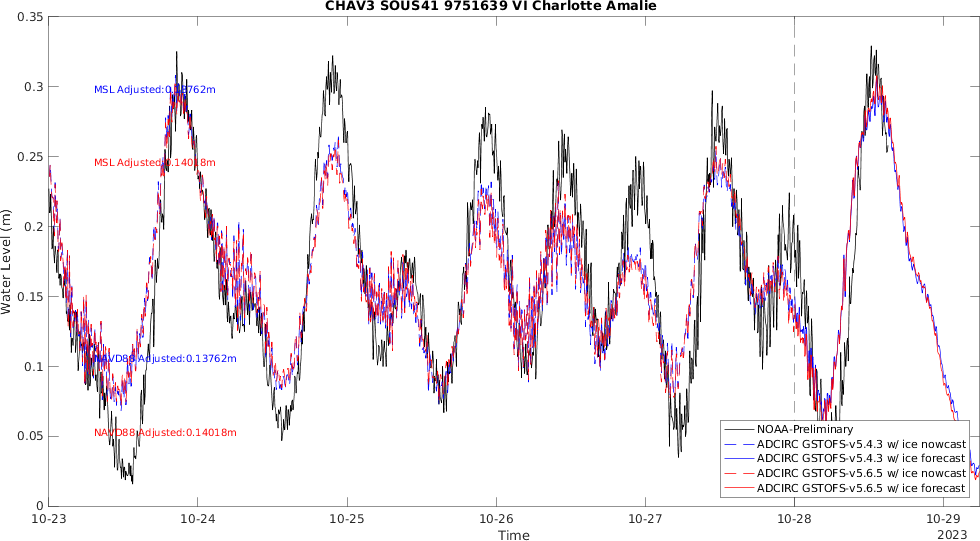 CHAV3 SOUS41 9751639 VI Charlotte Amalie
0.35
0.3
0.25
0.2
0.15
0.1
0.05
0
Water Level (m)
MSL Adjusted:0.13762m
MSL Adjusted:0.14018m
NAVD88 Adjusted:0.13762m
NAVD88 Adjusted:0.14018m
NOAA-Preliminary
ADCIRC GSTOFS-v5.4.3 w/ ice nowcast
ADCIRC GSTOFS-v5.4.3 w/ ice forecast
ADCIRC GSTOFS-v5.6.5 w/ ice nowcast
ADCIRC GSTOFS-v5.6.5 w/ ice forecast
10-23 10-24 10-25 10-26 10-27 10-28 10-29
Time
2023